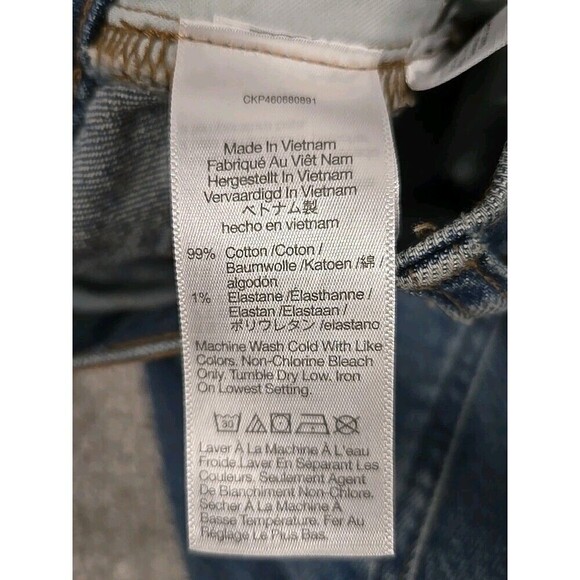 CKP460680891
Made In Vietnam
Fabriqué Au Viêt Nam
Hergestellt In Vietnam
Vervaardigd In Vietnam
ベトナム製
hecho en vietnam
99% Cotton /Coton /
Baumwolle /Katoen /綿 /
algodón
1% Elastane /Élasthanne /
Elastan /Elastaan /
ポリウレタン /elastano
Machine Wash Cold With Like
Colors. Non-Chlorine Bleach
Only. Tumble Dry Low. Iron
On Lowest Setting.
30
Laver À La Machine À L'eau
Froide Laver En Séparant Les
Couleurs. Seulement Agent
De Blanchiment Non-Chlore.
Sécher À La Machine À
Basse Température. Fer Au
Réglage Le Plus Bas.